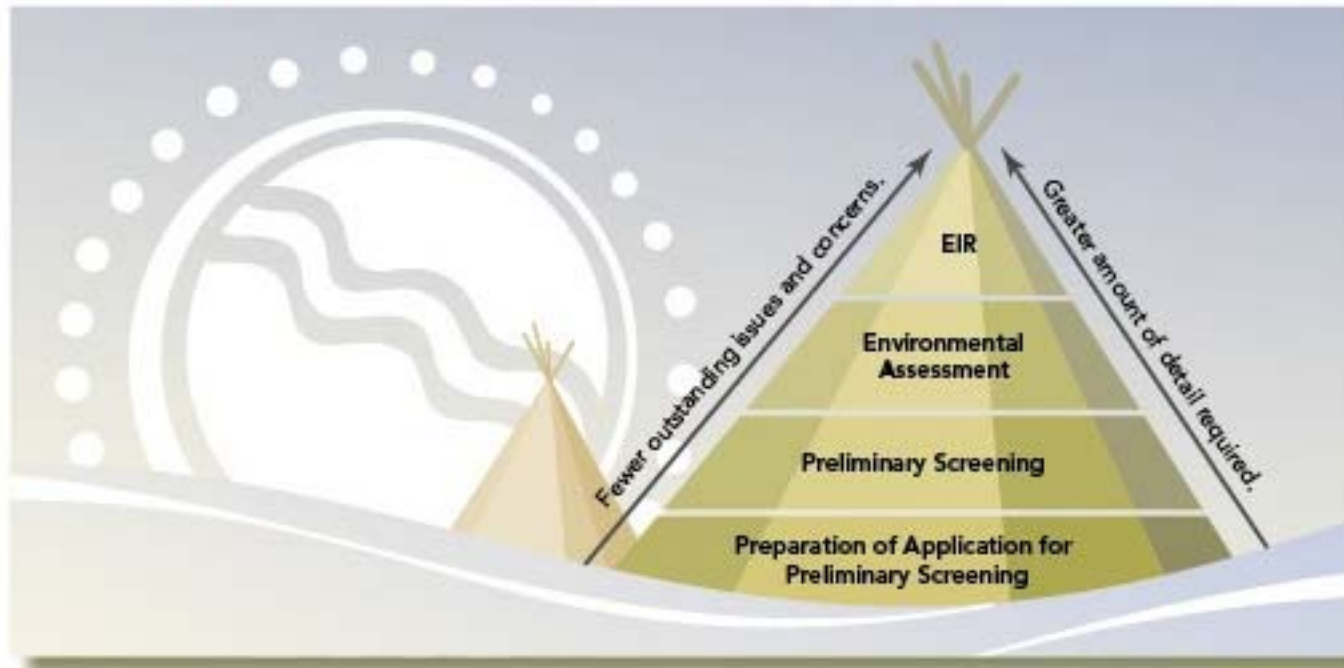 Fewer outstanding issues and concerns.
Greater amount of detail required.
EIR
Environmental
Assessment
Preliminary Screening
Preparation of Application for
Preliminary Screening